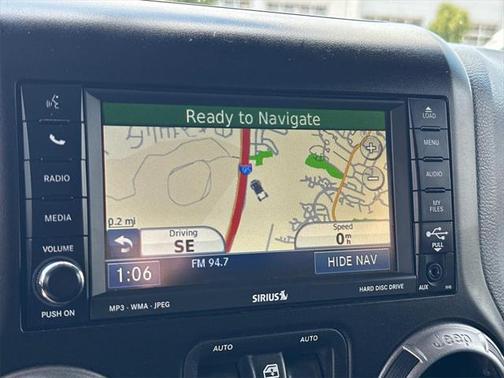 Ready to Navigate
LOAD
MENU
RADIO
AUDIO
MEDIA
MY FILES
0.2 mi
Driving
SE
Speed
0 m/h
VOLUME
PULL
1:06
FM 94.7
HIDE NAV
PUSH ON
MP3 - WMA - JPEG
SIRIUS
HARD DISC DRIVE
AUX
AUTO
AUTO
Jeep